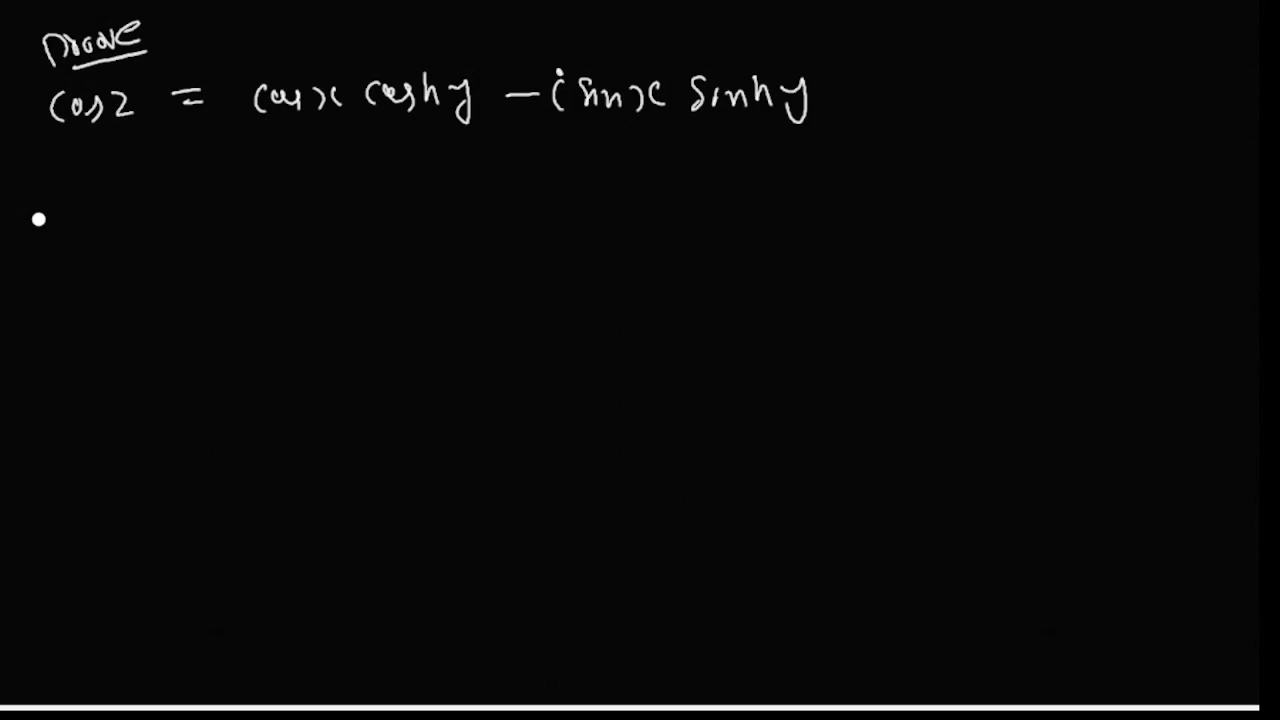 Prove
cos z = cos x cosh y - i sin x sinh y